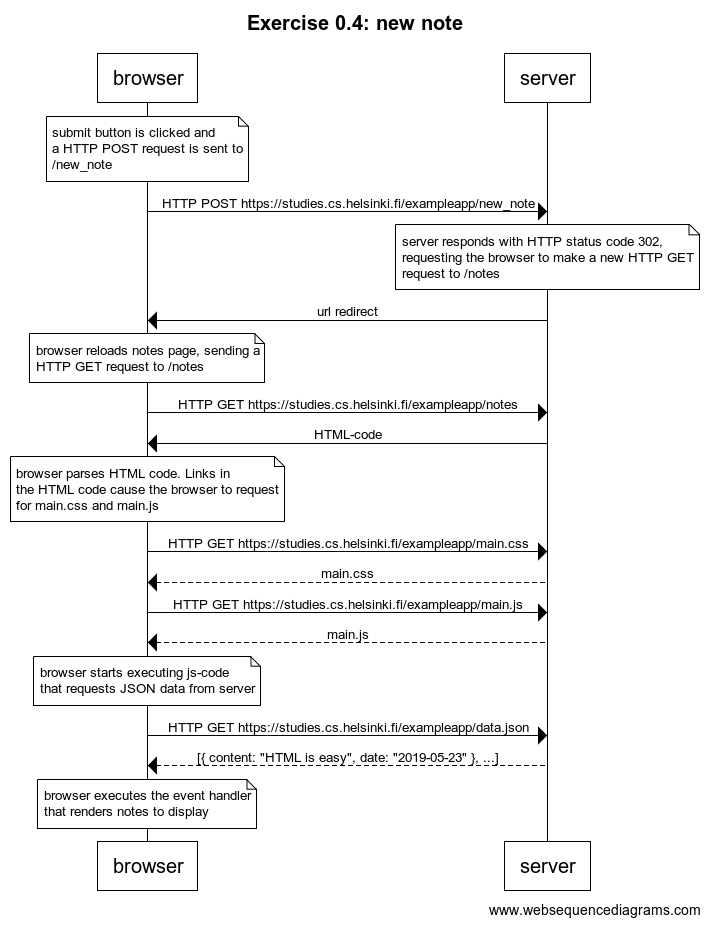 Exercise 0.4: new note
browser
server
submit button is clicked and
a HTTP POST request is sent to
/new_note
HTTP POST https://studies.cs.helsinki.fi/exampleapp/new_note
server responds with HTTP status code 302,
requesting the browser to make a new HTTP GET
request to /notes
url redirect
browser reloads notes page, sending a
HTTP GET request to /notes
HTTP GET https://studies.cs.helsinki.fi/exampleapp/notes
HTML-code
browser parses HTML code. Links in
the HTML code cause the browser to request
for main.css and main.js
HTTP GET https://studies.cs.helsinki.fi/exampleapp/main.css
main.css
HTTP GET https://studies.cs.helsinki.fi/exampleapp/main.js
main.js
browser starts executing js-code
that requests JSON data from server
HTTP GET https://studies.cs.helsinki.fi/exampleapp/data.json
[{ content: "HTML is easy", date: "2019-05-23" }, ...]
browser executes the event handler
that renders notes to display
browser
server
www.websequencediagrams.com